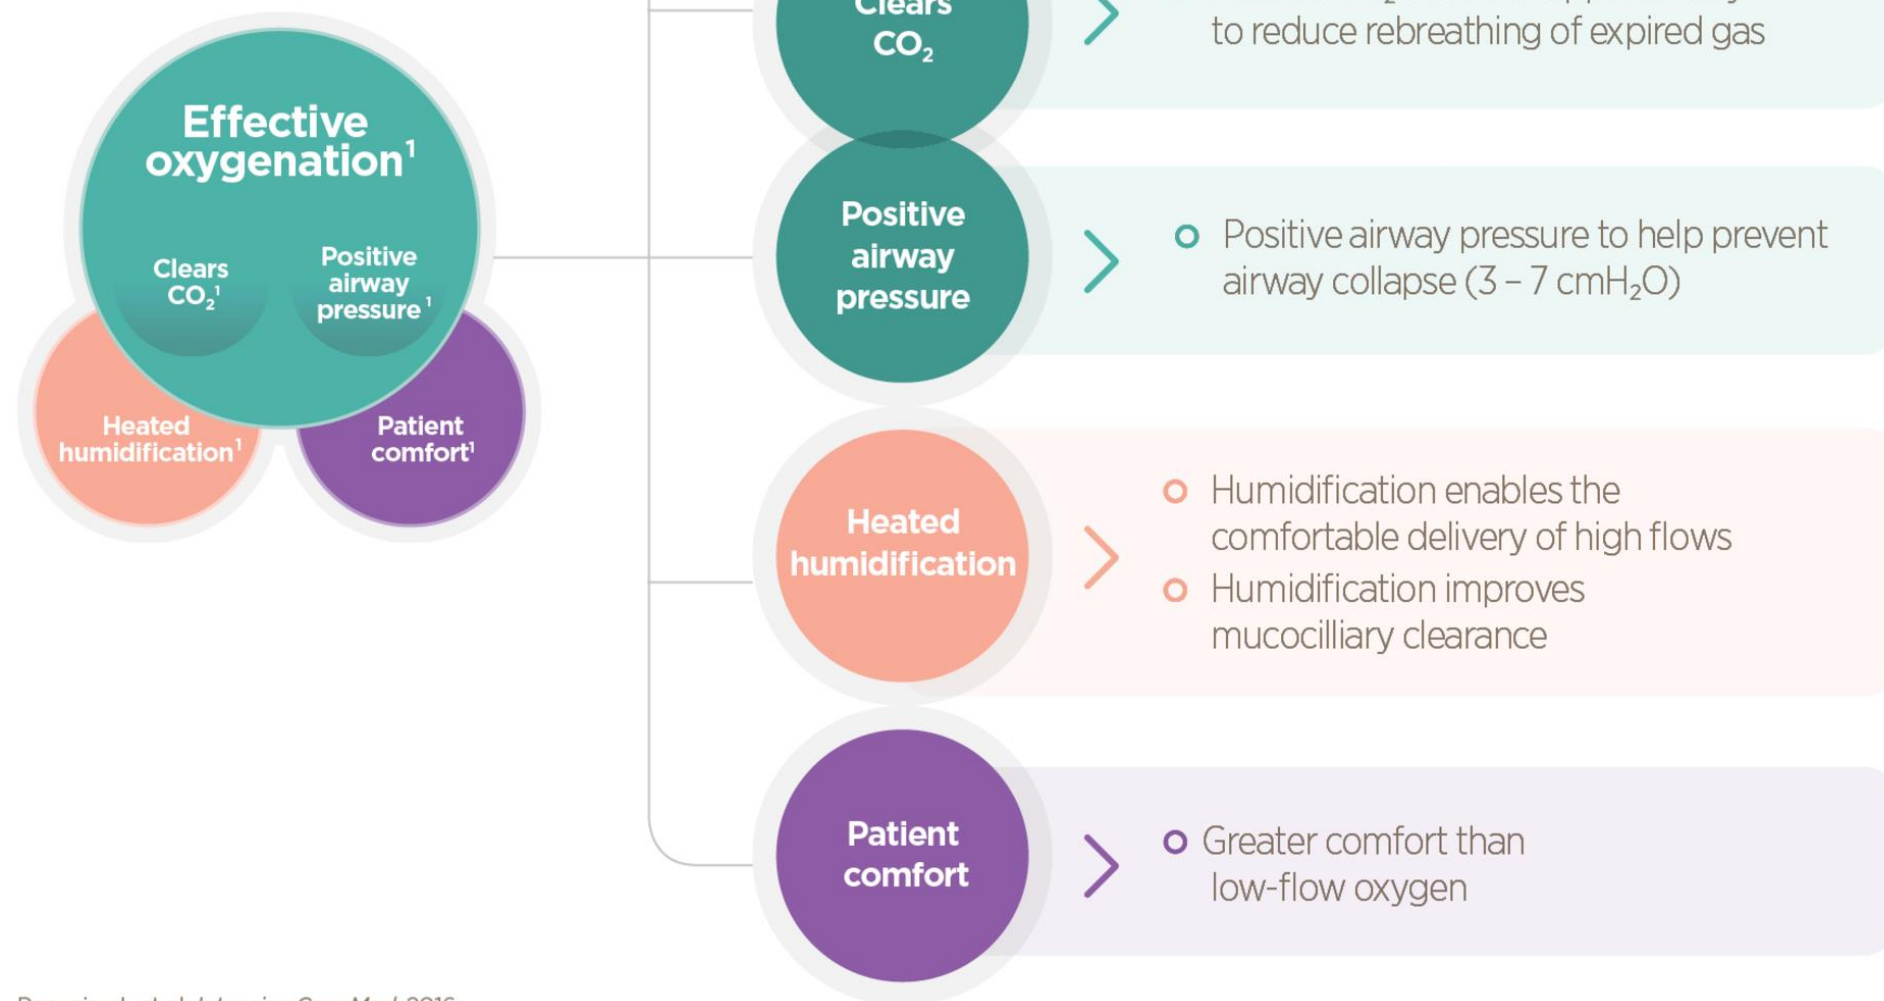 Effective
oxygenation¹
Clears
CO₂¹
Positive
airway
pressure¹
Heated
humidification¹
Patient
comfort¹
Clears
CO₂
to reduce rebreathing of expired gas
Positive
airway
pressure
Positive airway pressure to help prevent
airway collapse (3 – 7 cmH₂O)
Heated
humidification
Humidification enables the
comfortable delivery of high flows
Humidification improves
mucocilliary clearance
Patient
comfort
Greater comfort than
low-flow oxygen